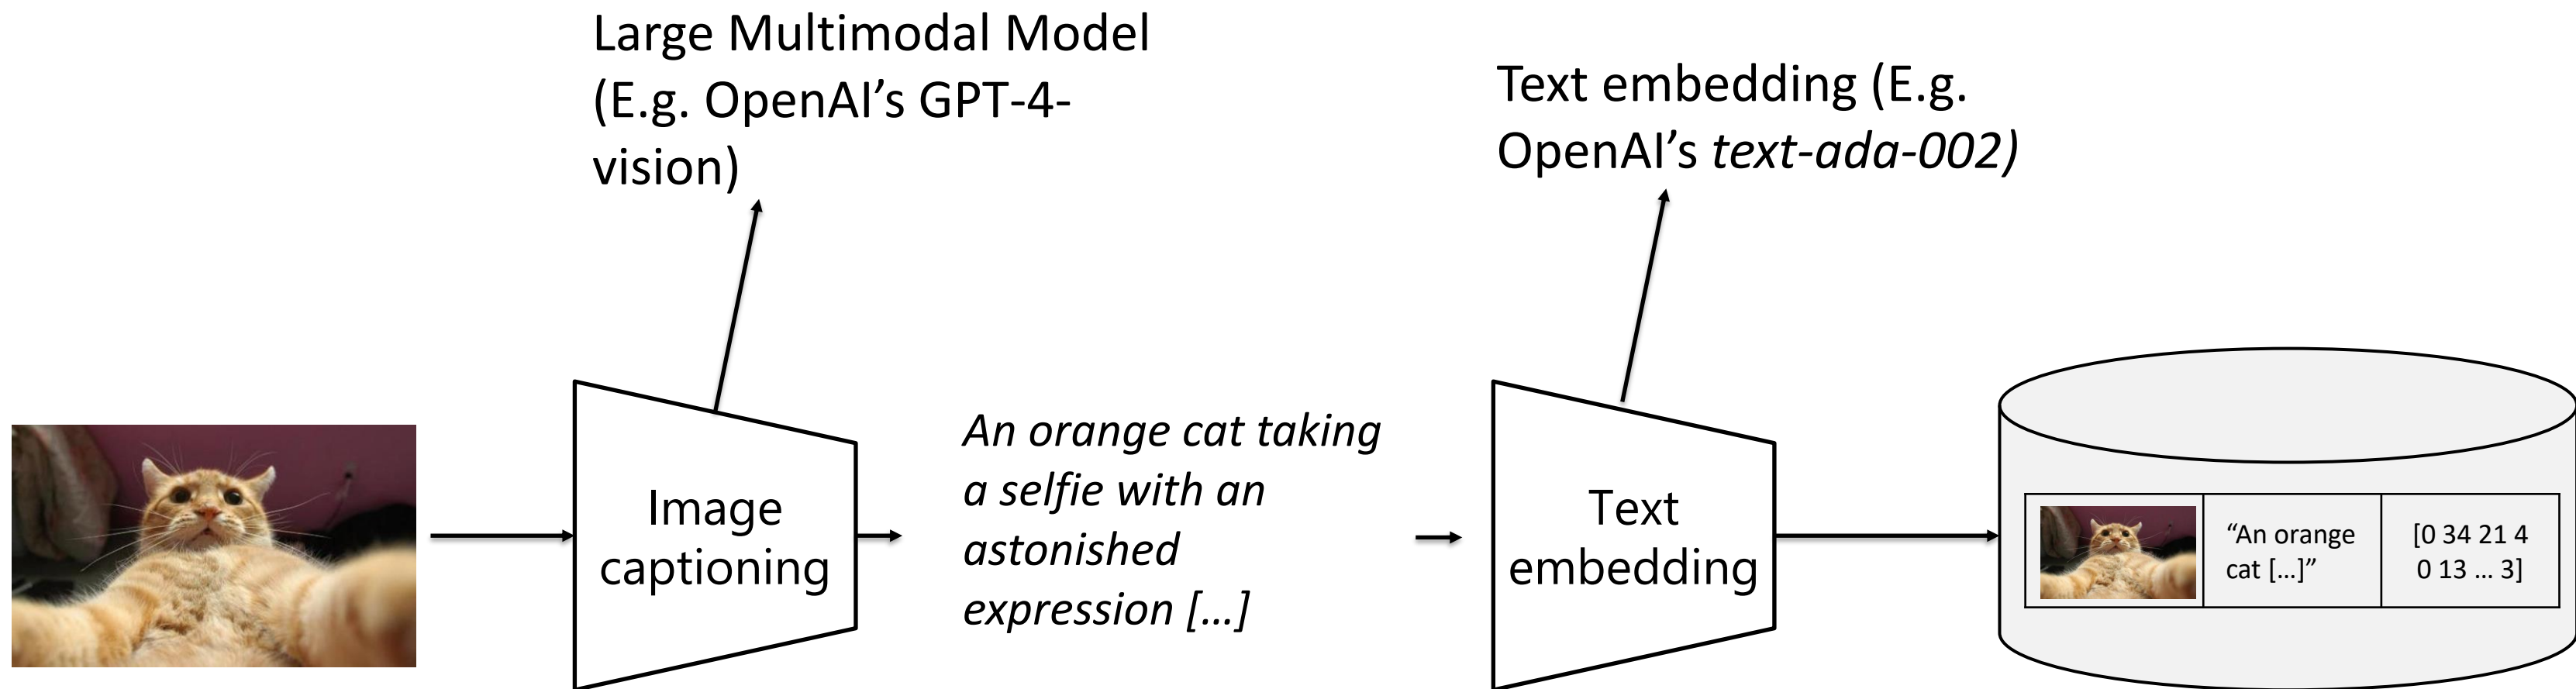 Large Multimodal Model
(E.g. OpenAI’s GPT-4-
vision)
Text embedding (E.g.
OpenAI’s text-ada-002)
Image
captioning
An orange cat taking
a selfie with an
astonished
expression [...]
Text
embedding
“An orange
cat [...]”
[0 34 21 4
0 13 ... 3]